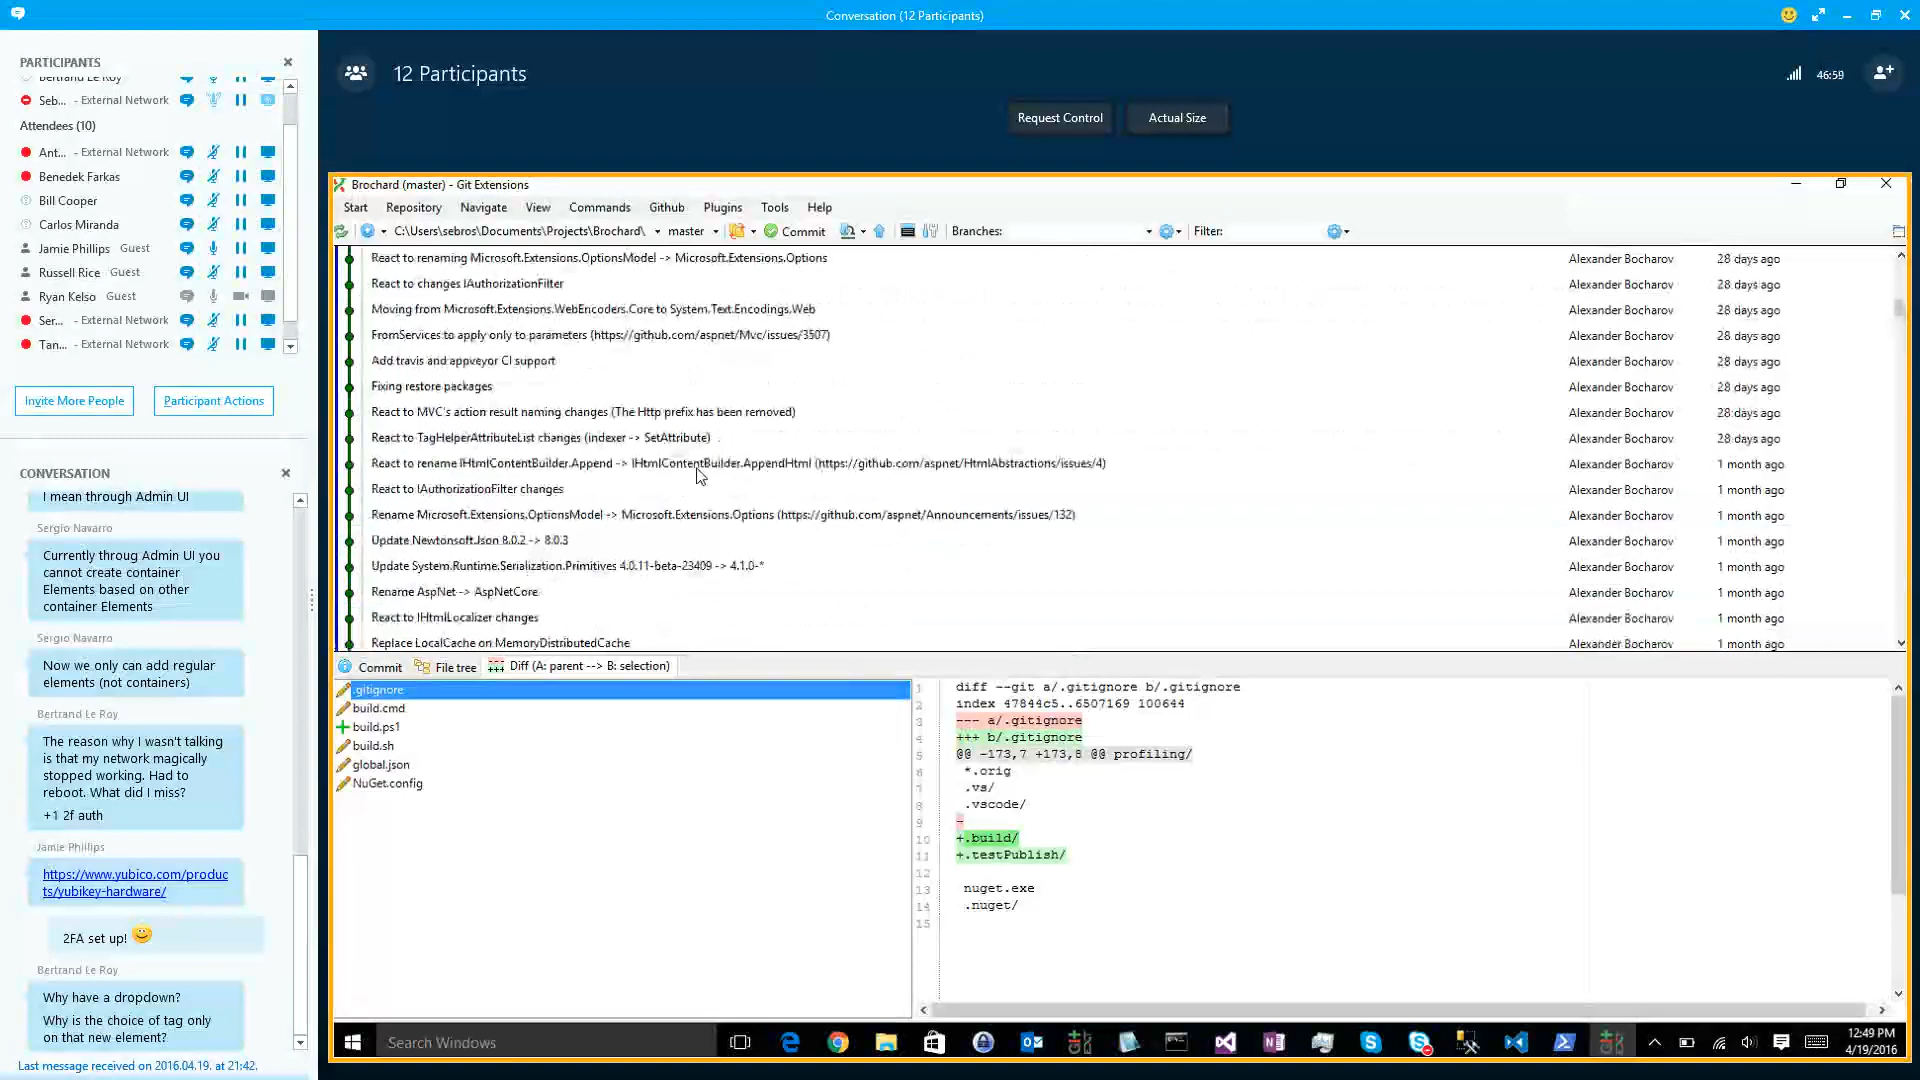 Conversation (12 Participants)
PARTICIPANTS
Bertrand Le Roy
Seb... - External Network
Attendees (10)
Ant... - External Network
Benedek Farkas
Bill Cooper
Carlos Miranda
Jamie Phillips Guest
Russell Rice Guest
Ryan Kelso Guest
Ser... - External Network
Tan... - External Network
Invite More People
Participant Actions
CONVERSATION
I mean through Admin UI
Sergio Navarro
Currently throug Admin UI you
cannot create container
Elements based on other
container Elements
Sergio Navarro
Now we only can add regular
elements (not containers)
Bertrand Le Roy
The reason why I wasn't talking
is that my network magically
stopped working. Had to
reboot. What did I miss?
+1 2f auth
Jamie Phillips
https://www.yubico.com/produc
ts/yubikey-hardware/
2FA set up!
Bertrand Le Roy
Why have a dropdown?
Why is the choice of tag only
on that new element?
Last message received on 2016.04.19. at 21:42.
12 Participants
46:59
Request Control
Actual Size
Brochard (master) - Git Extensions
Start Repository Navigate View Commands Github Plugins Tools Help
C:\Users\sebros\Documents\Projects\Brochard\ master Commit Branches: Filter:
React to renaming Microsoft.Extensions.OptionsModel -> Microsoft.Extensions.Options Alexander Bocharov 28 days ago
React to changes IAuthorizationFilter Alexander Bocharov 28 days ago
Moving from Microsoft.Extensions.WebEncoders.Core to System.Text.Encodings.Web Alexander Bocharov 28 days ago
FromServices to apply only to parameters (https://github.com/aspnet/Mvc/issues/3507) Alexander Bocharov 28 days ago
Add travis and appveyor CI support Alexander Bocharov 28 days ago
Fixing restore packages Alexander Bocharov 28 days ago
React to MVC's action result naming changes (The Http prefix has been removed) Alexander Bocharov 28 days ago
React to TagHelperAttributeList changes (indexer -> SetAttribute) Alexander Bocharov 28 days ago
React to rename IHtmlContentBuilder.Append -> IHtmlContentBuilder.AppendHtml (https://github.com/aspnet/HtmlAbstractions/issues/4) Alexander Bocharov 1 month ago
React to IAuthorizationFilter changes Alexander Bocharov 1 month ago
Rename Microsoft.Extensions.OptionsModel -> Microsoft.Extensions.Options (https://github.com/aspnet/Announcements/issues/132) Alexander Bocharov 1 month ago
Update Newtonsoft.Json 8.0.2 -> 8.0.3 Alexander Bocharov 1 month ago
Update System.Runtime.Serialization.Primitives 4.0.11-beta-23409 -> 4.1.0-* Alexander Bocharov 1 month ago
Rename AspNet -> AspNetCore Alexander Bocharov 1 month ago
React to IHtmlLocalizer changes Alexander Bocharov 1 month ago
Replace LocalCache on MemoryDistributedCache Alexander Bocharov 1 month ago
Commit File tree Diff (A: parent --> B: selection)
.gitignore
build.cmd
build.ps1
build.sh
global.json
NuGet.config
1 diff --git a/.gitignore b/.gitignore
2 index 47844c5..6507169 100644
3 --- a/.gitignore
4 +++ b/.gitignore
5 @@ -173,7 +173,8 @@ profiling/
6 *.orig
7 .vs/
8 .vscode/
9 -
10 +.build/
11 +.testPublish/
12
13 nuget.exe
14 .nuget/
15
Search Windows
12:49 PM
4/19/2016